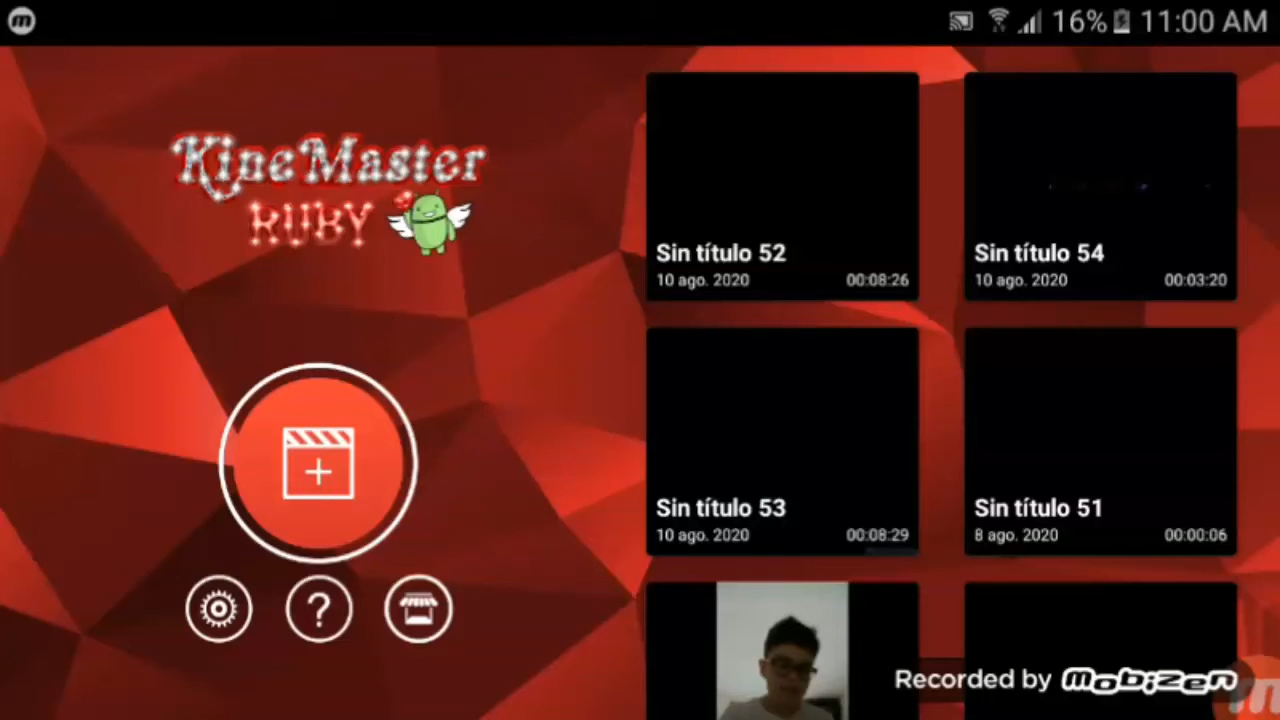 16% 11:00 AM
KineMaster
RUBY
Sin título 52
10 ago. 2020 00:08:26
Sin título 54
10 ago. 2020 00:03:20
Sin título 53
10 ago. 2020 00:08:29
Sin título 51
8 ago. 2020 00:00:06
?
Recorded by mobizen